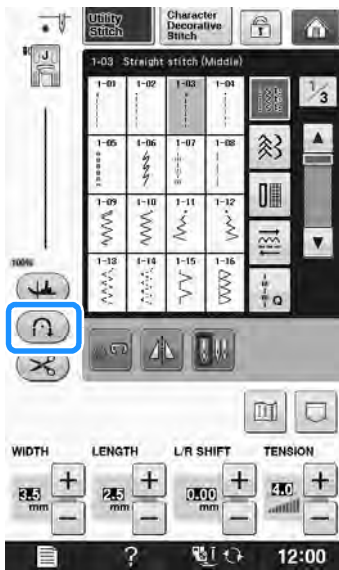 Utility Stitch
Character Decorative Stitch
J
1-03 Straight stitch (Middle)
1-01 1-02 1-03 1-04
1/3
1-05 1-06 1-07 1-08
1-09 1-10 1-11 1-12
1-13 1-14 1-15 1-16
100%
Q
WIDTH LENGTH L/R SHIFT TENSION
3.5 mm + − 2.5 mm + − 0.00 mm + − 4.0 + −
? 12:00